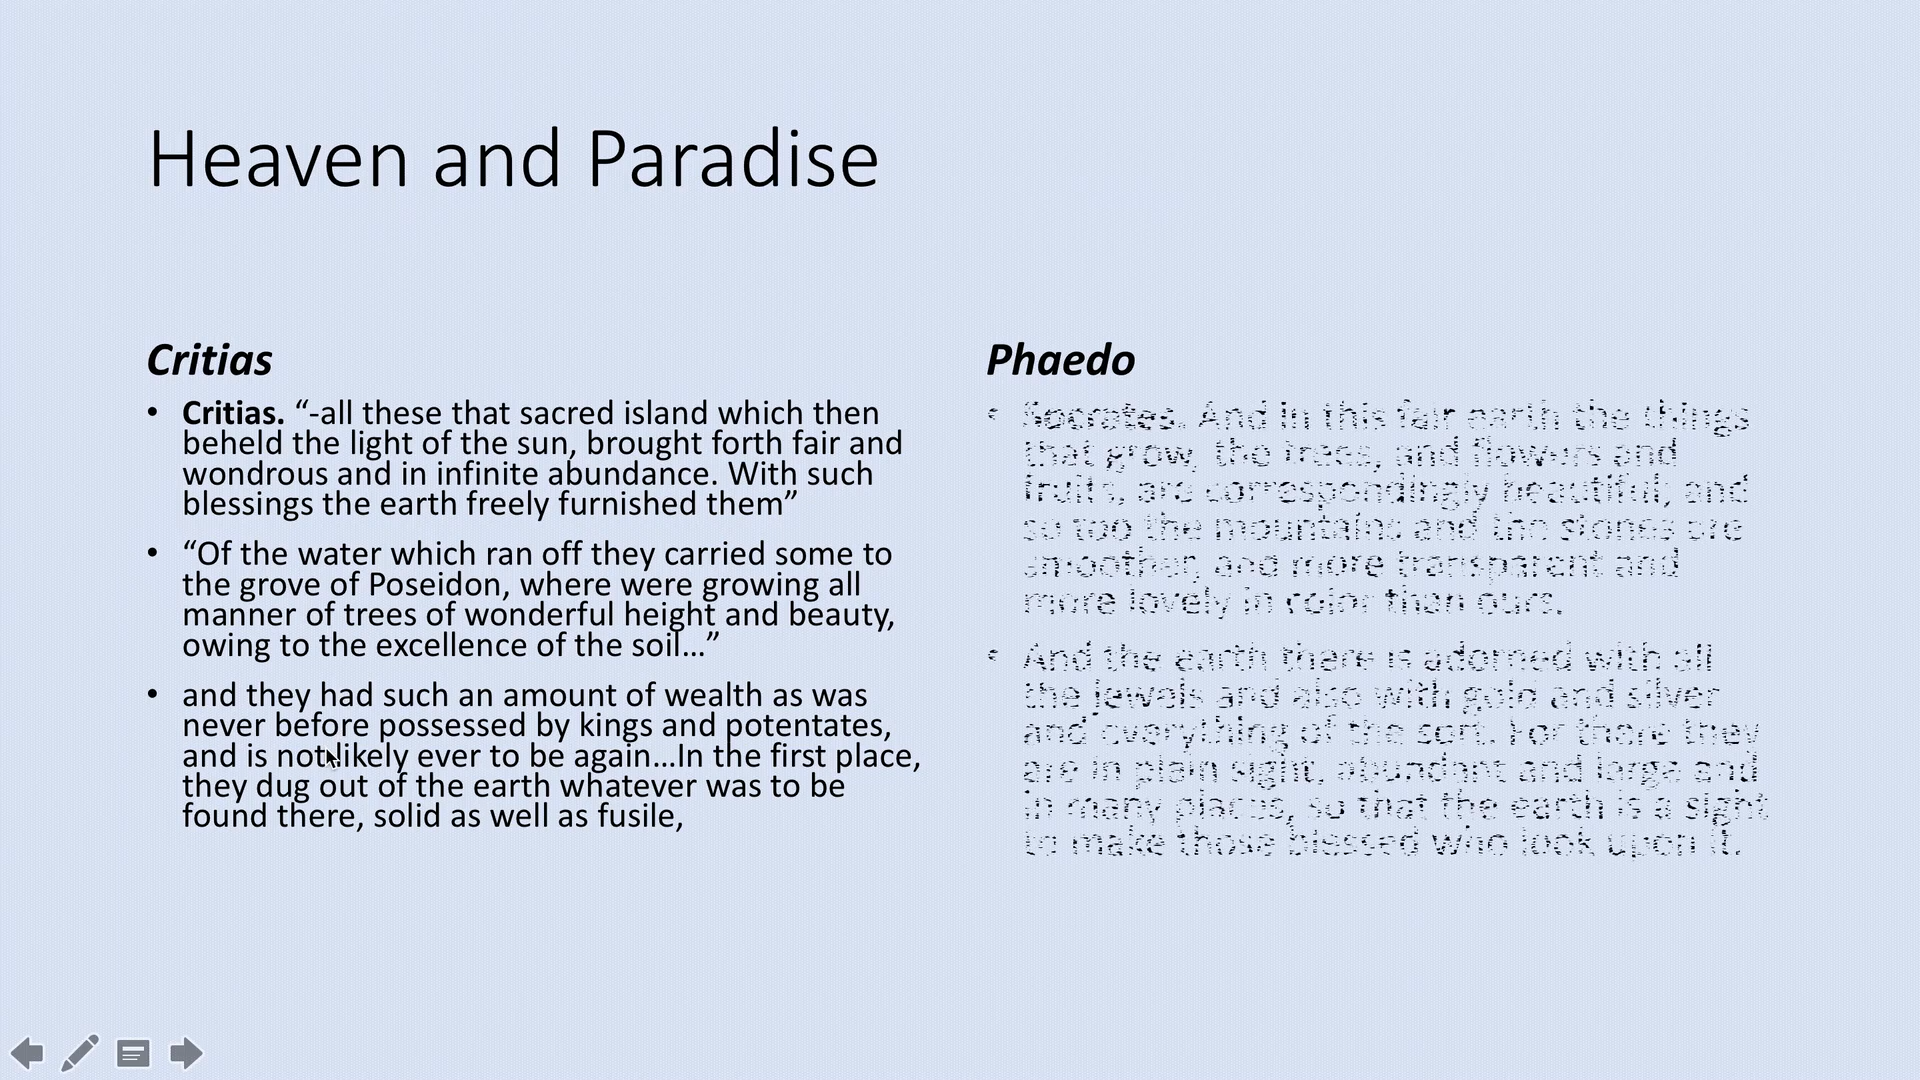 Heaven and Paradise
Critias
• Critias. “-all these that sacred island which then
beheld the light of the sun, brought forth fair and
wondrous and in infinite abundance. With such
blessings the earth freely furnished them”
• “Of the water which ran off they carried some to
the grove of Poseidon, where were growing all
manner of trees of wonderful height and beauty,
owing to the excellence of the soil…”
• and they had such an amount of wealth as was
never before possessed by kings and potentates,
and is not likely ever to be again…In the first place,
they dug out of the earth whatever was to be
found there, solid as well as fusile,
Phaedo
• Socrates. And in this fair earth the things
that grow, the trees, and flowers and
fruits, are correspondingly beautiful; and
so too the mountains and the stones are
smoother, and more transparent and
more lovely in color than ours.
• And the earth there is adorned with all
the jewels and also with gold and silver
and everything of the sort. For there they
are in plain sight, abundant and large and
in many places, so that the earth is a sight
to make those blessed who look upon it.